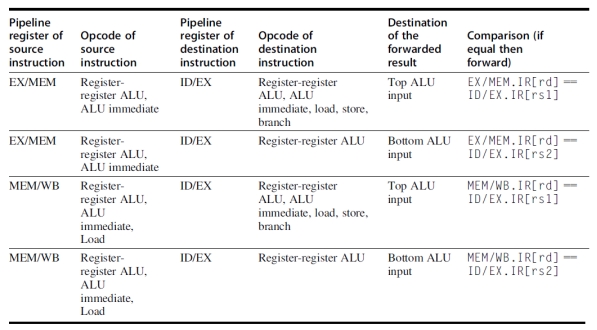 Pipeline register of source instruction | Opcode of source instruction | Pipeline register of destination instruction | Opcode of destination instruction | Destination of the forwarded result | Comparison (if equal then forward)
EX/MEM | Register-register ALU, ALU immediate | ID/EX | Register-register ALU, ALU immediate, load, store, branch | Top ALU input | EX/MEM.IR[rd] == ID/EX.IR[rs1]
EX/MEM | Register-register ALU, ALU immediate | ID/EX | Register-register ALU | Bottom ALU input | EX/MEM.IR[rd] == ID/EX.IR[rs2]
MEM/WB | Register-register ALU, ALU immediate, Load | ID/EX | Register-register ALU, ALU immediate, load, store, branch | Top ALU input | MEM/WB.IR[rd] == ID/EX.IR[rs1]
MEM/WB | Register-register ALU, ALU immediate, Load | ID/EX | Register-register ALU | Bottom ALU input | MEM/WB.IR[rd] == ID/EX.IR[rs2]